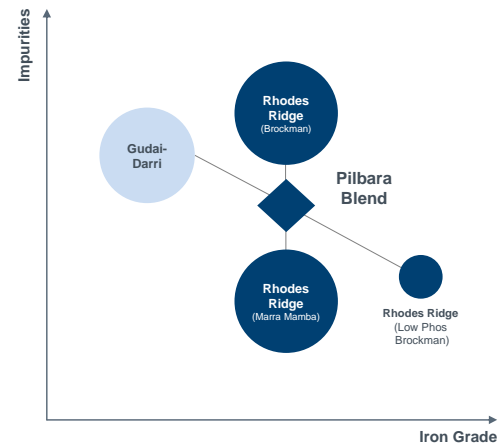 Impurities
Rhodes
Ridge
(Brockman)
Gudai-
Darri
Pilbara
Blend
Rhodes
Ridge
(Marra Mamba)
Rhodes Ridge
(Low Phos
Brockman)
Iron Grade